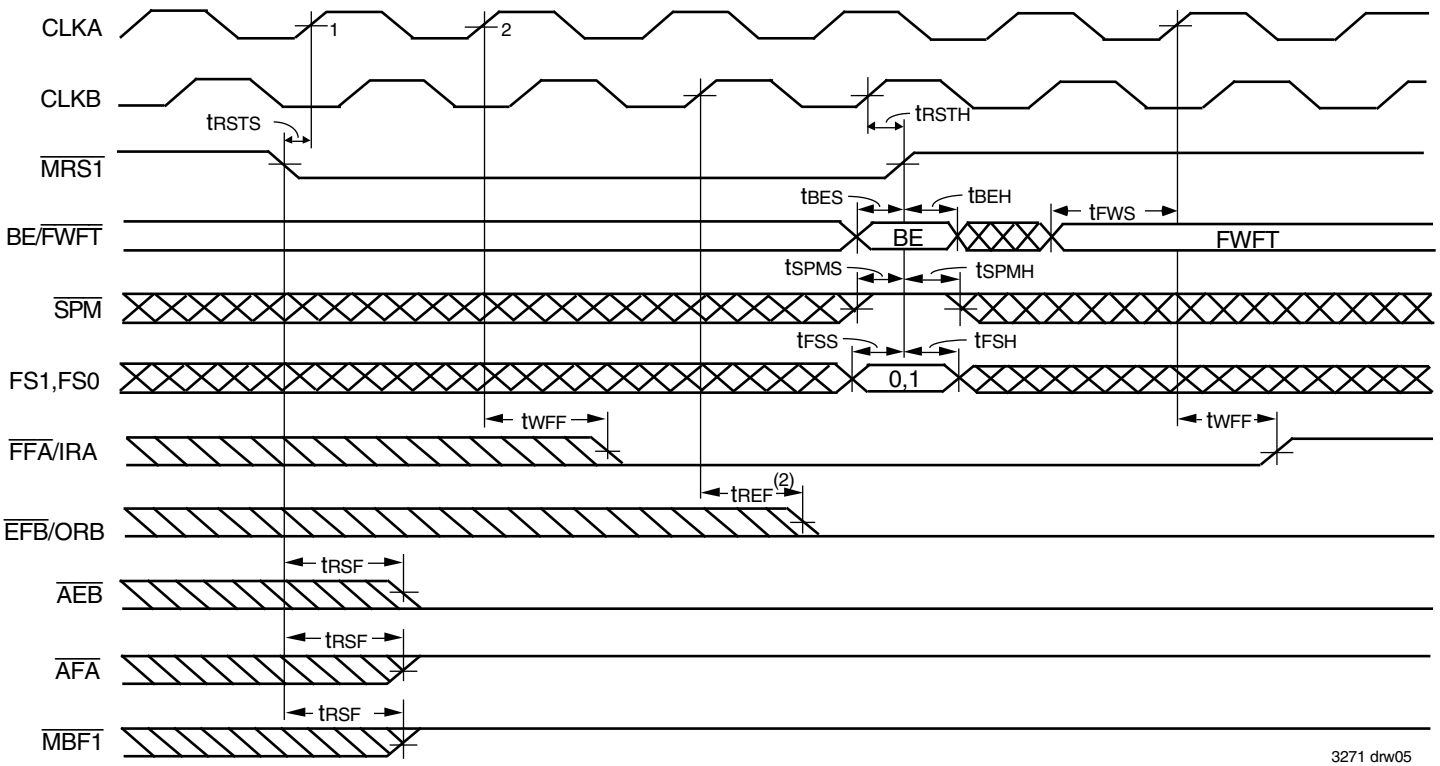 CLKA
1
2
CLKB
tRSTS
tRSTH
MRS1
tBES
tBEH
tFWS
BE/FWFT
BE
FWFT
tSPMS
tSPMH
SPM
tFSS
tFSH
FS1,FS0
0,1
tWFF
tWFF
FFA/IRA
tREF(2)
EFB/ORB
tRSF
AEB
tRSF
AFA
tRSF
MBF1
3271 drw05